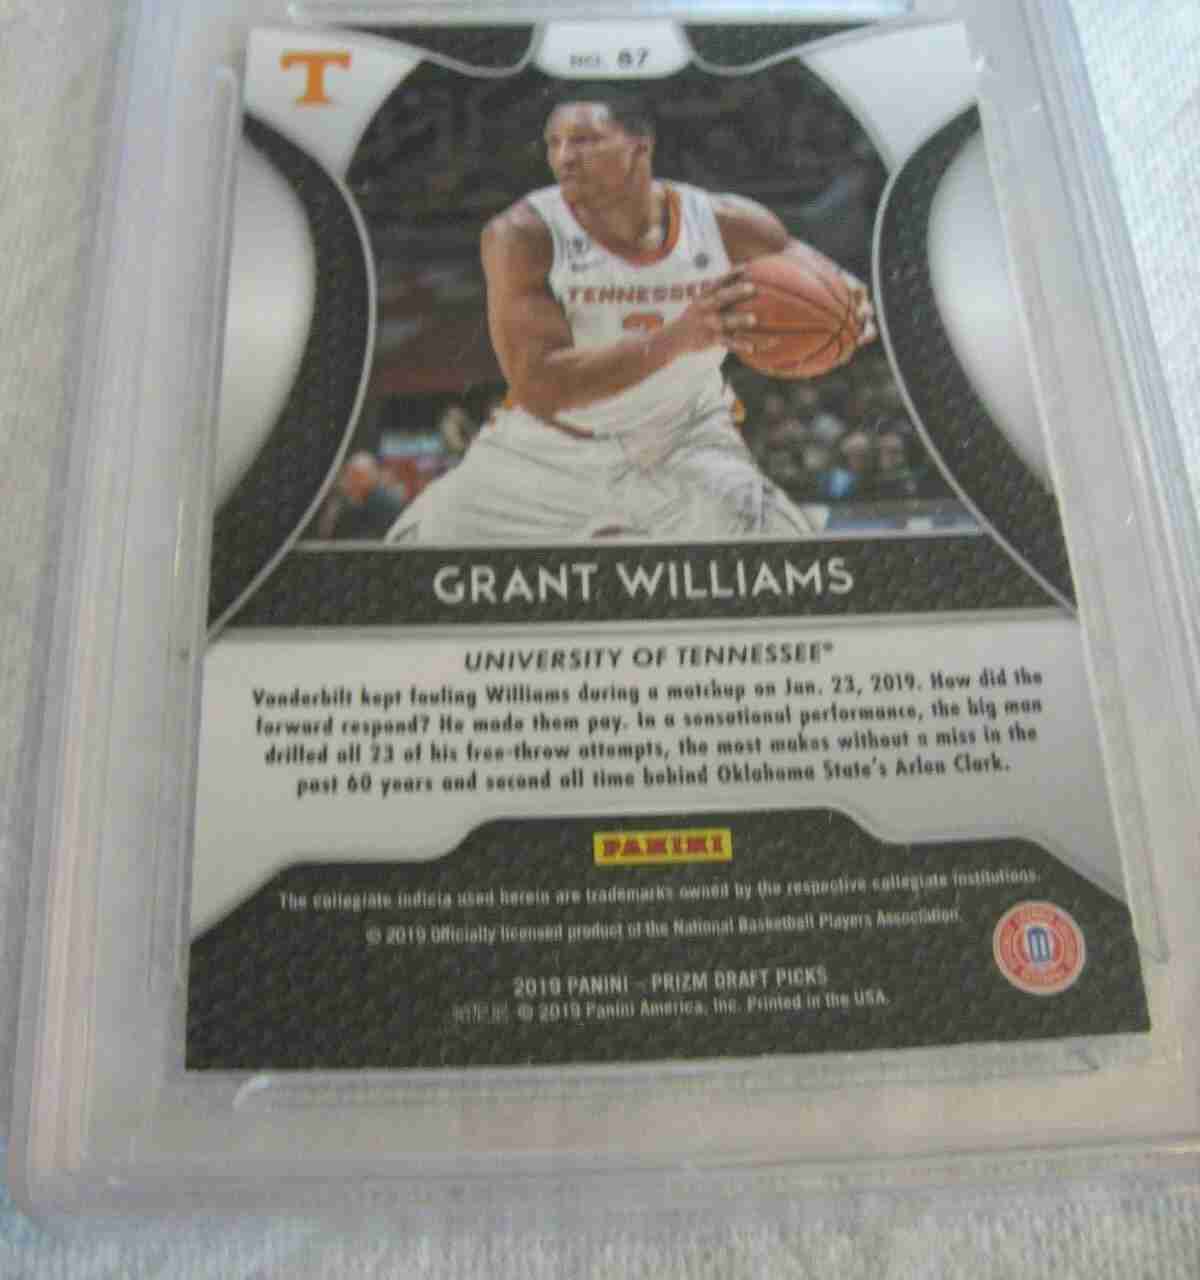 T
NO. 67
TENNESSEE
GRANT WILLIAMS
UNIVERSITY OF TENNESSEE®
Vanderbilt kept fouling Williams during a matchup on Jan. 23, 2019. How did the
forward respond? He made them pay. In a sensational performance, the big man
drilled all 23 of his free-throw attempts, the most makes without a miss in the
past 60 years and second all time behind Oklahoma State's Arlen Clark.
PANINI
The collegiate indicia used herein are trademarks owned by the respective collegiate institutions.
© 2019 Officially licensed product of the National Basketball Players Association.
2019 PANINI - PRIZM DRAFT PICKS
© 2019 Panini America, Inc. Printed in the USA.